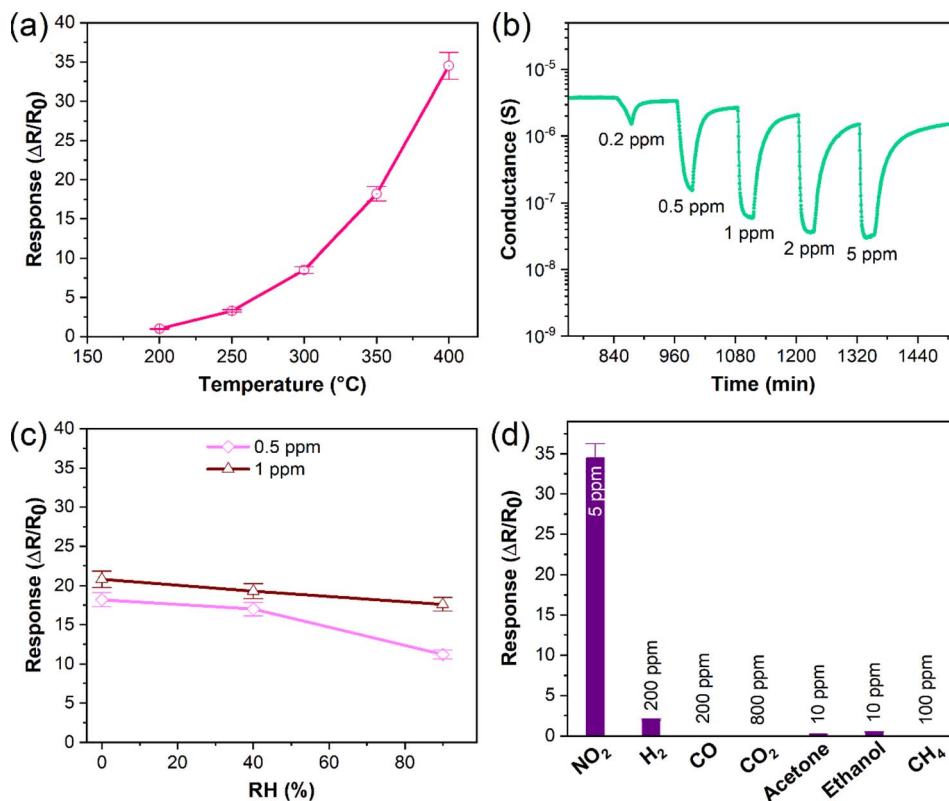 (a)
Response (ΔR/R₀)
40
35
30
25
20
15
10
5
0
150
200
250
300
350
400
Temperature (°C)
(b)
Conductance (S)
10⁻⁵
10⁻⁶
10⁻⁷
10⁻⁸
10⁻⁹
0.2 ppm
0.5 ppm
1 ppm
2 ppm
5 ppm
840
960
1080
1200
1320
1440
Time (min)
(c)
Response (ΔR/R₀)
40
35
30
25
20
15
10
5
0
0.5 ppm
1 ppm
0
20
40
60
80
RH (%)
(d)
Response (ΔR/R₀)
35
30
25
20
15
10
5
0
5 ppm
200 ppm
200 ppm
800 ppm
10 ppm
10 ppm
100 ppm
NO₂
H₂
CO
CO₂
Acetone
Ethanol
CH₄